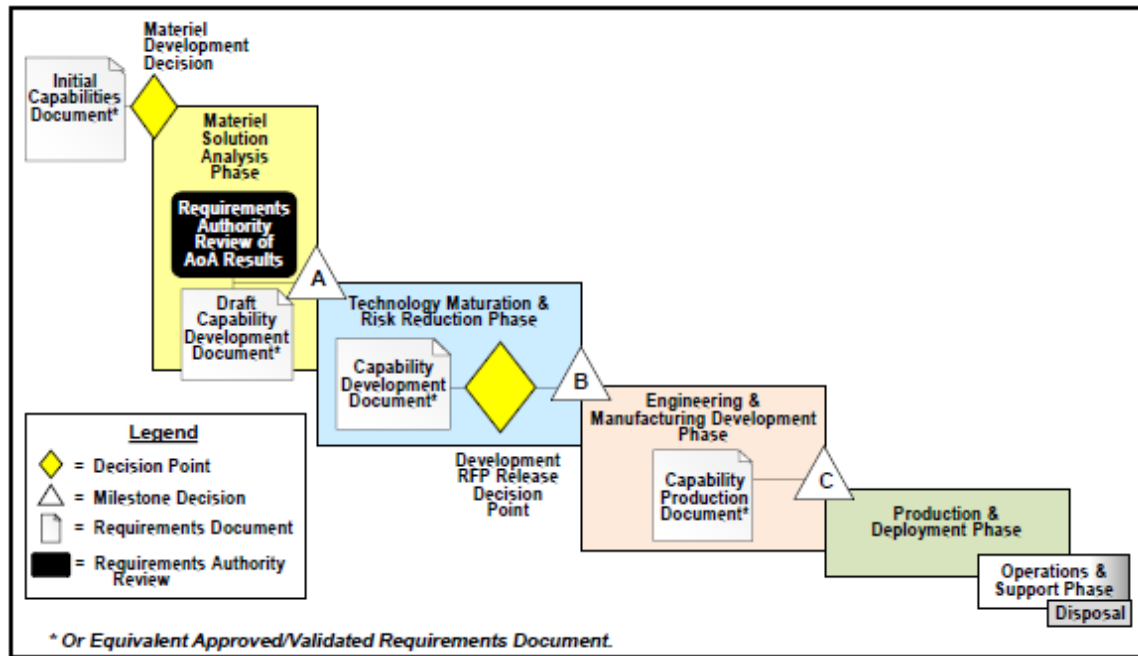 Materiel
Development
Decision
Initial
Capabilities
Document*
Materiel
Solution
Analysis
Phase
Requirements
Authority
Review of
AoA Results
A
Draft
Capability
Development
Document*
Technology Maturation &
Risk Reduction Phase
Capability
Development
Document*
B
Development
RFP Release
Decision
Point
Engineering &
Manufacturing Development
Phase
Capability
Production
Document*
C
Production &
Deployment Phase
Operations &
Support Phase
Disposal
Legend
= Decision Point
= Milestone Decision
= Requirements Document
= Requirements Authority
Review
* Or Equivalent Approved/Validated Requirements Document.